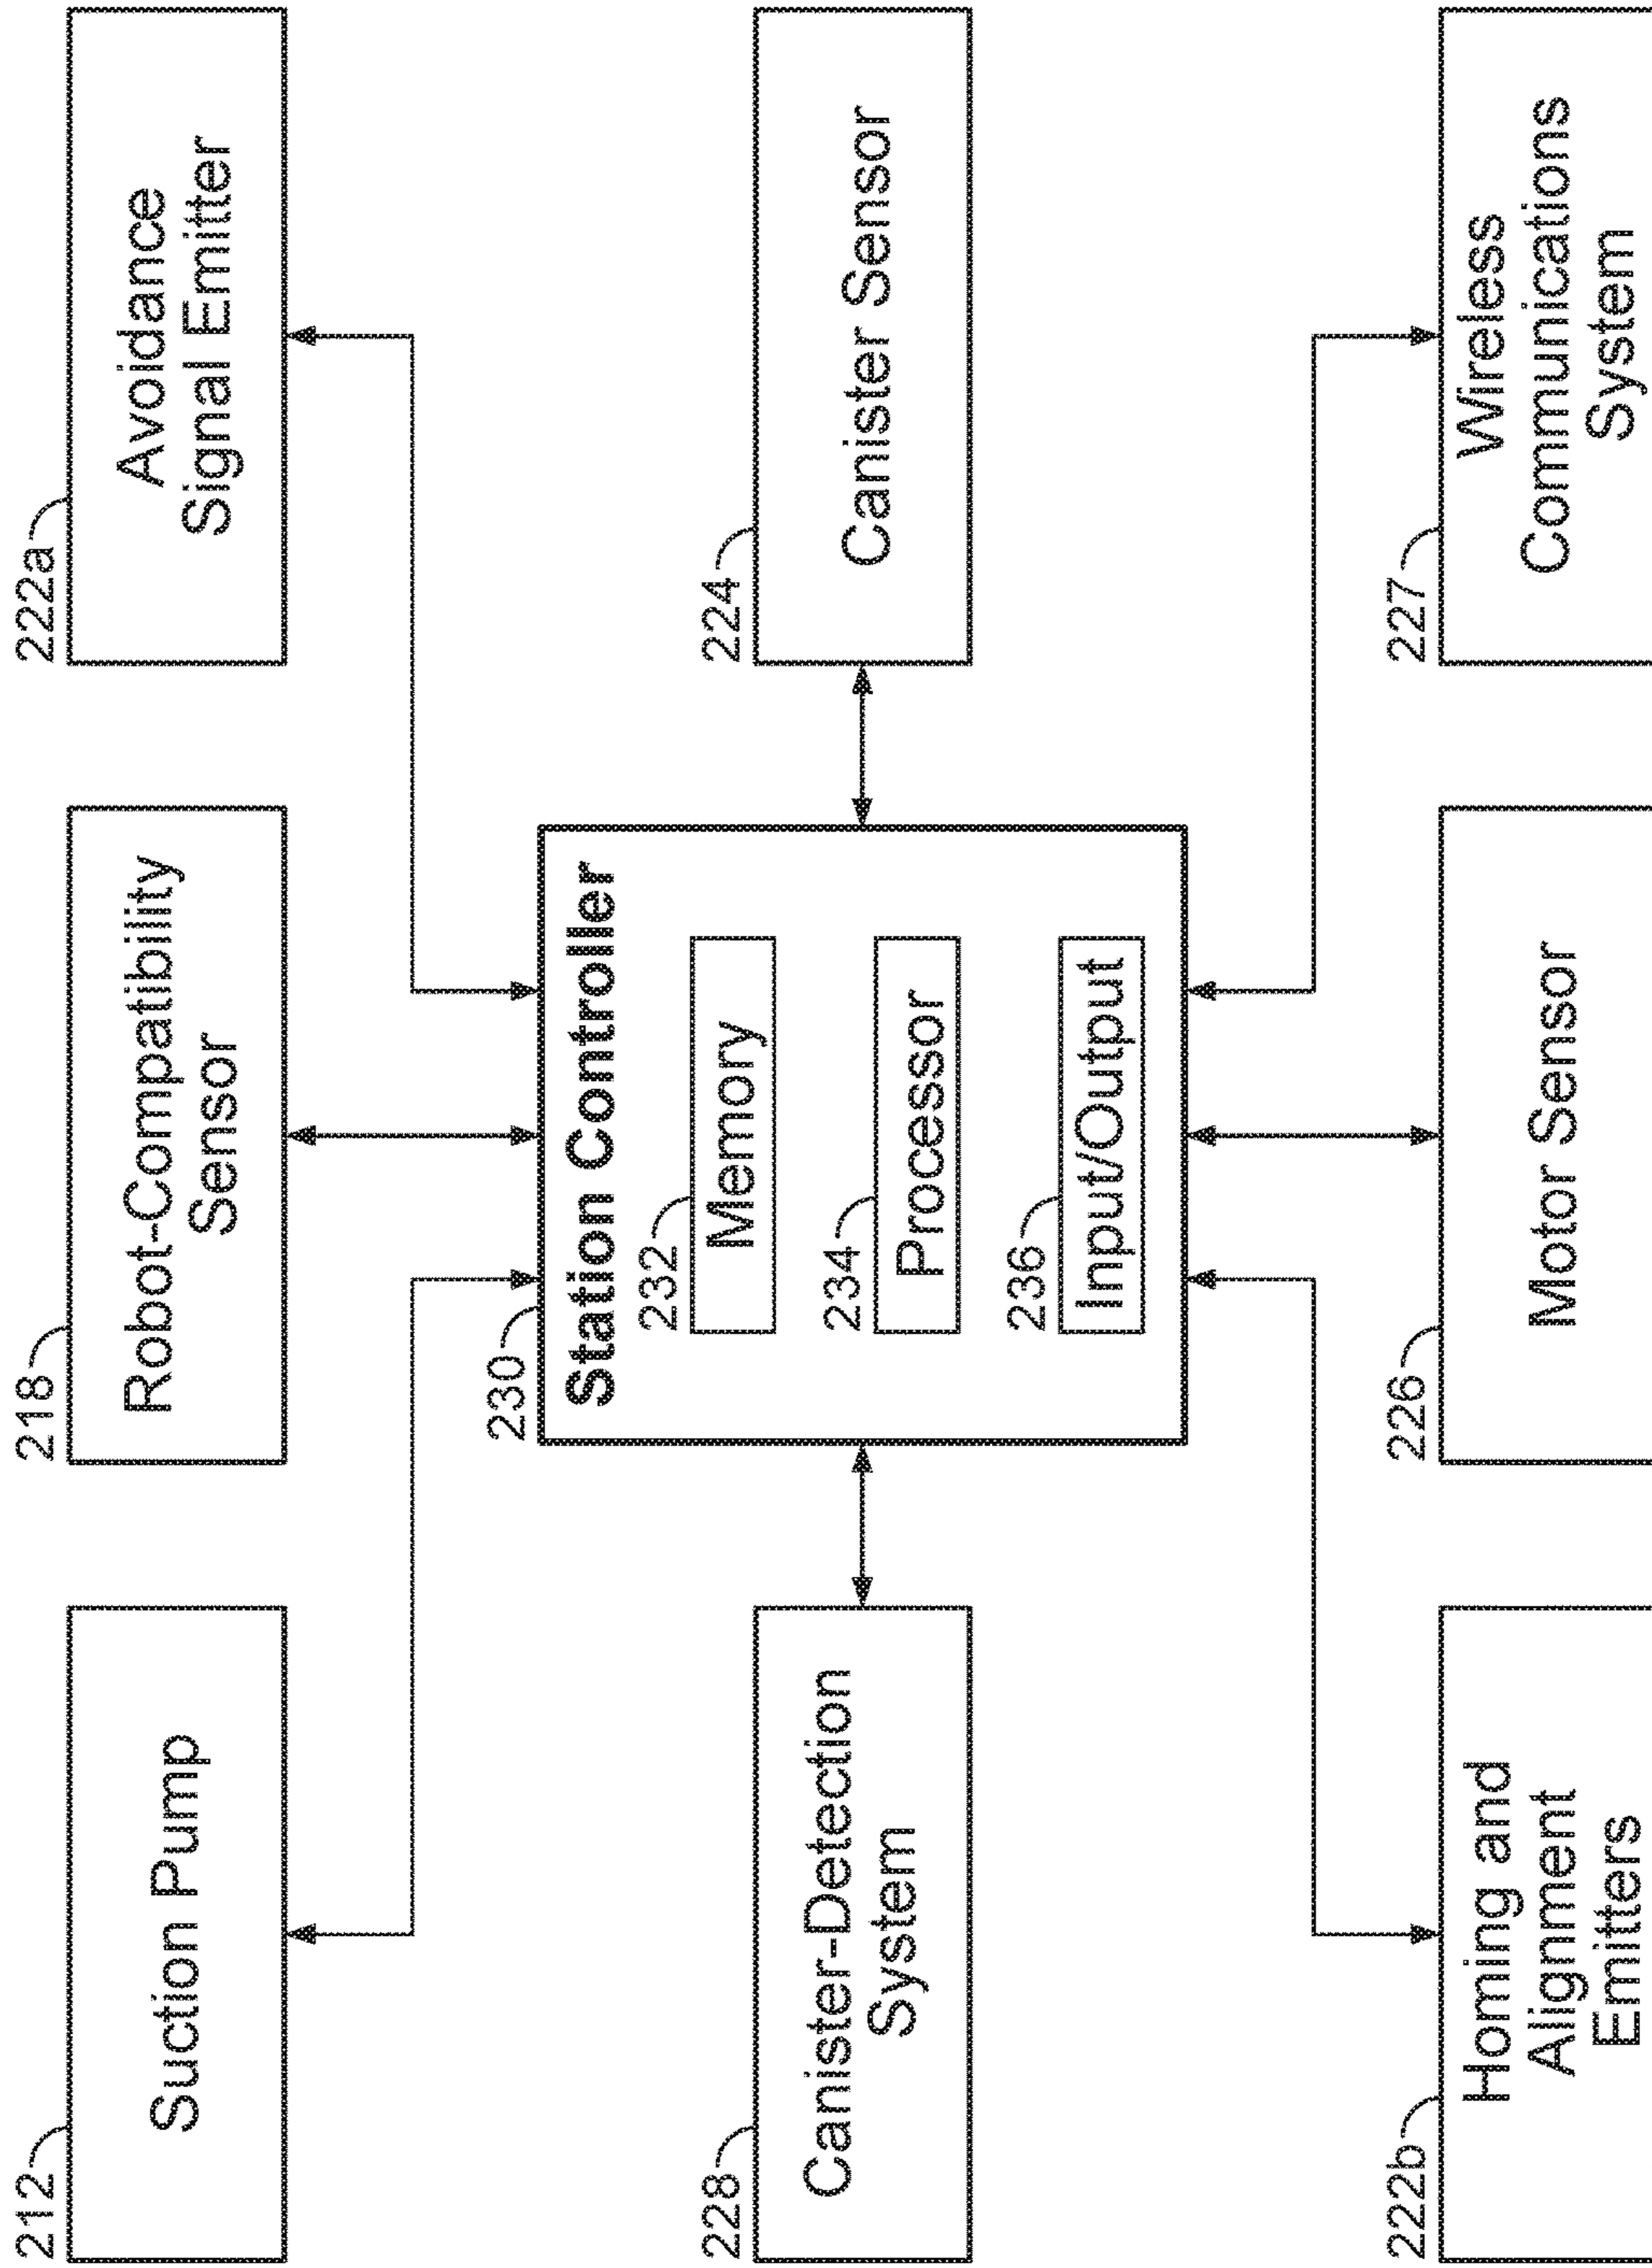 212
Suction Pump
218
Robot-Compatibility
Sensor
222a
Avoidance
Signal Emitter
228
Canister-Detection
System
230
Station Controller
232
Memory
234
Processor
236
Input/Output
224
Canister Sensor
222b
Homing and
Alignment
Emitters
226
Motor Sensor
227
Wireless
Communications
System